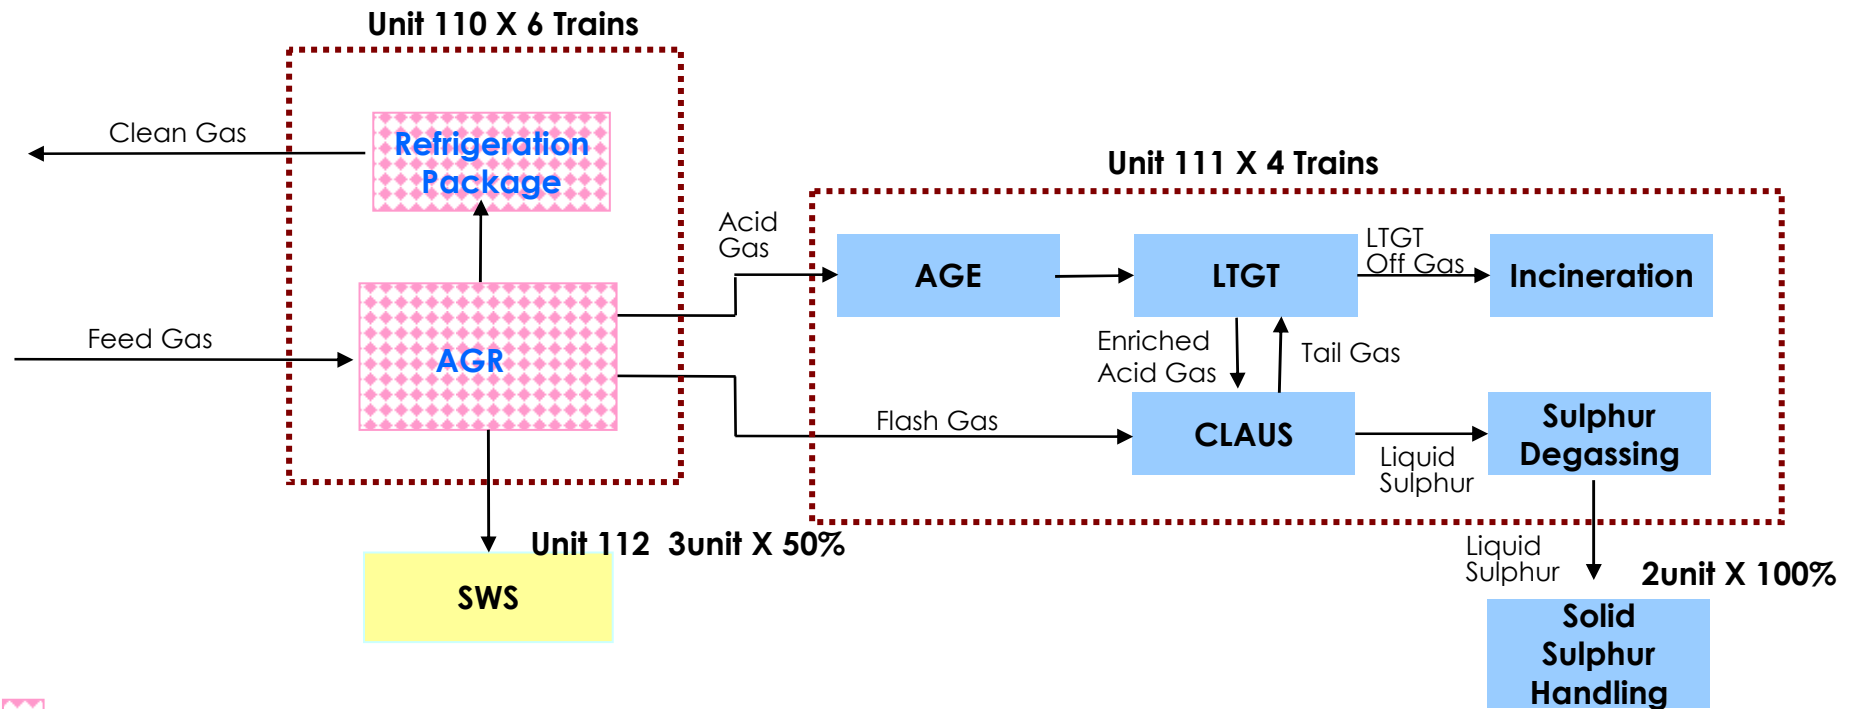 Unit 110 X 6 Trains
Clean Gas
Refrigeration
Package
Unit 111 X 4 Trains
Acid
Gas
AGE
LTGT
LTGT
Off Gas
Incineration
Feed Gas
AGR
Enriched
Acid Gas
Tail Gas
Flash Gas
CLAUS
Sulphur
Degassing
Liquid
Sulphur
Unit 112 3unit X 50%
SWS
Liquid
Sulphur
2unit X 100%
Solid
Sulphur
Handling